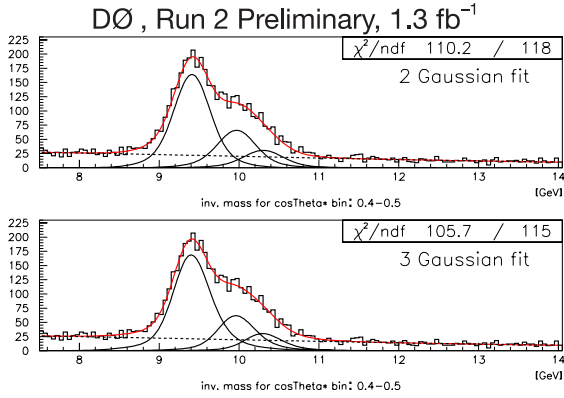 DØ , Run 2 Preliminary, 1.3 fb⁻¹
225
200
175
150
125
100
75
50
25
0
χ²/ndf 110.2 / 118
2 Gaussian fit
8 9 10 11 12 13 14
[GeV]
inv. mass for cosTheta* bin: 0.4-0.5
225
200
175
150
125
100
75
50
25
0
χ²/ndf 105.7 / 115
3 Gaussian fit
8 9 10 11 12 13 14
[GeV]
inv. mass for cosTheta* bin: 0.4-0.5